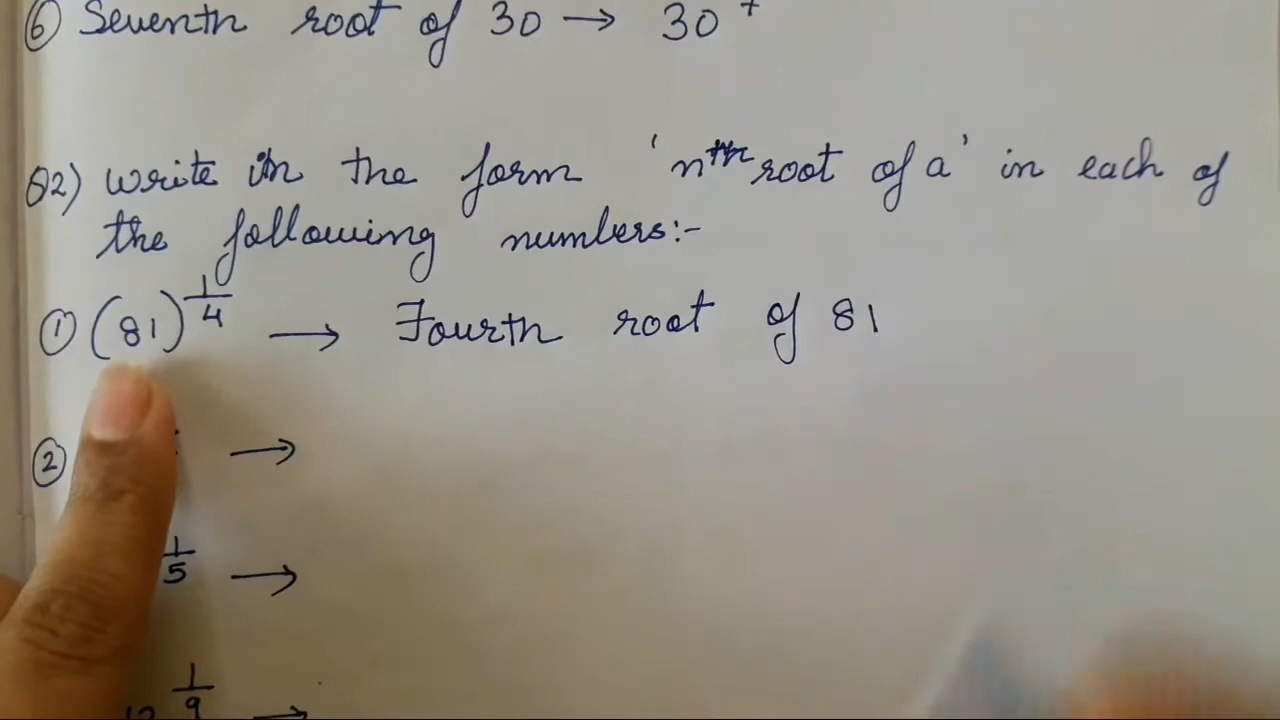 ⑥ Seventh root of 30 → 30
Q2) Write in the form 'nth root of a' in each of
the following numbers:-
① (81)^1/4 → Fourth root of 81
② →
1/5 →
1/9 →